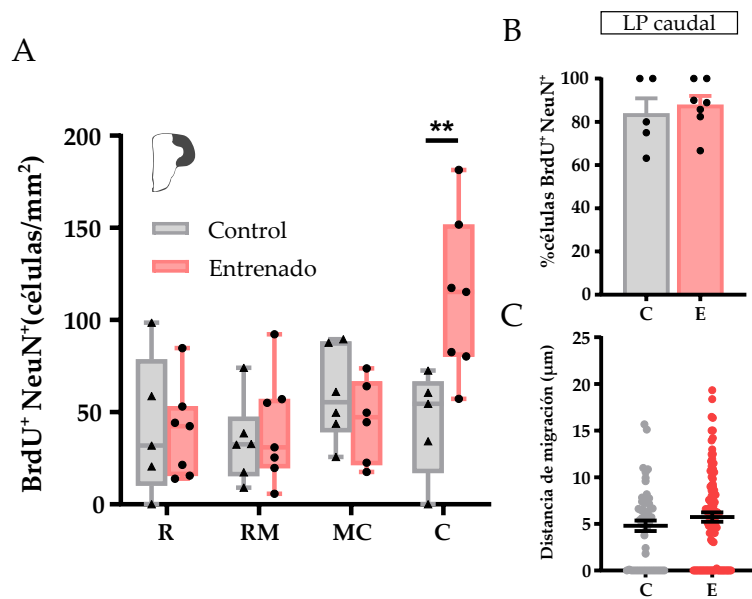 A
BrdU⁺ NeuN⁺(células/mm²)
200
150
100
50
0
Control
Entrenado
**
R RM MC C
B
LP caudal
%células BrdU⁺ NeuN⁺
100
80
60
40
20
0
C E
C
Distancia de migración (μm)
25
20
15
10
5
0
C E